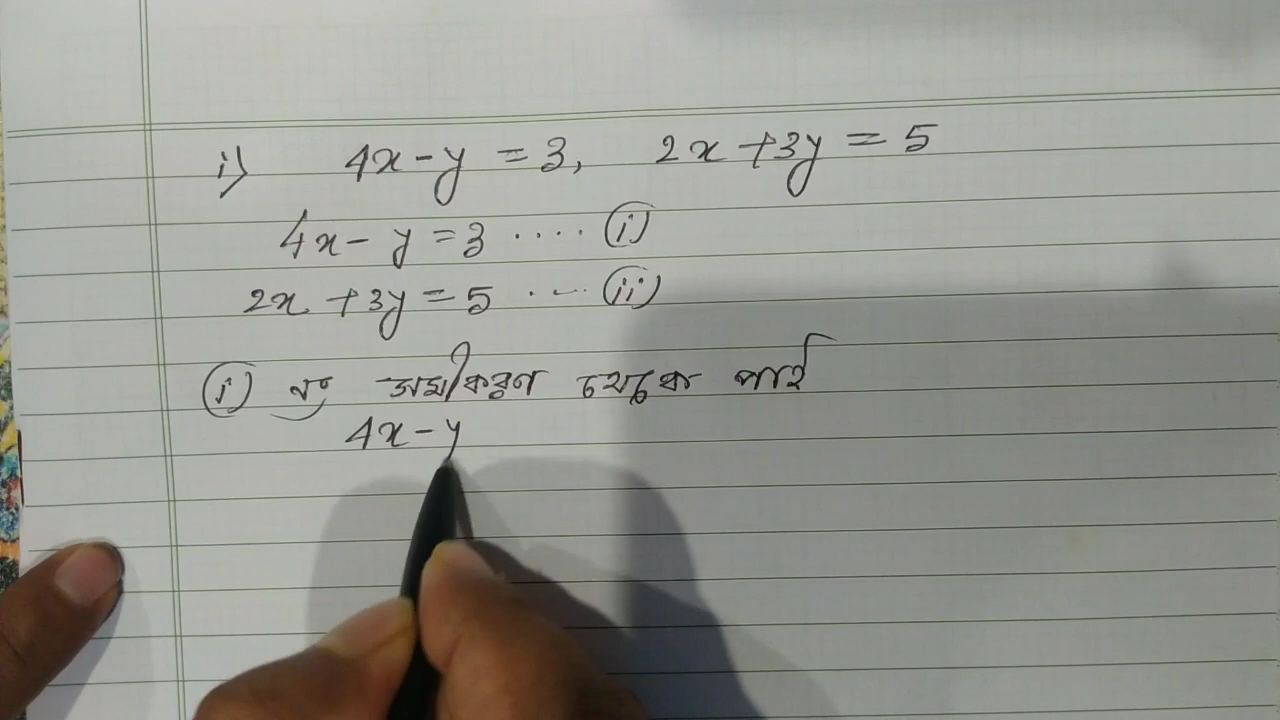 i) 4x - y = 3, 2x + 3y = 5
4x - y = 3 .... (i)
2x + 3y = 5 .... (ii)
(i) নং সমীকরণ থেকে পাই
4x - y